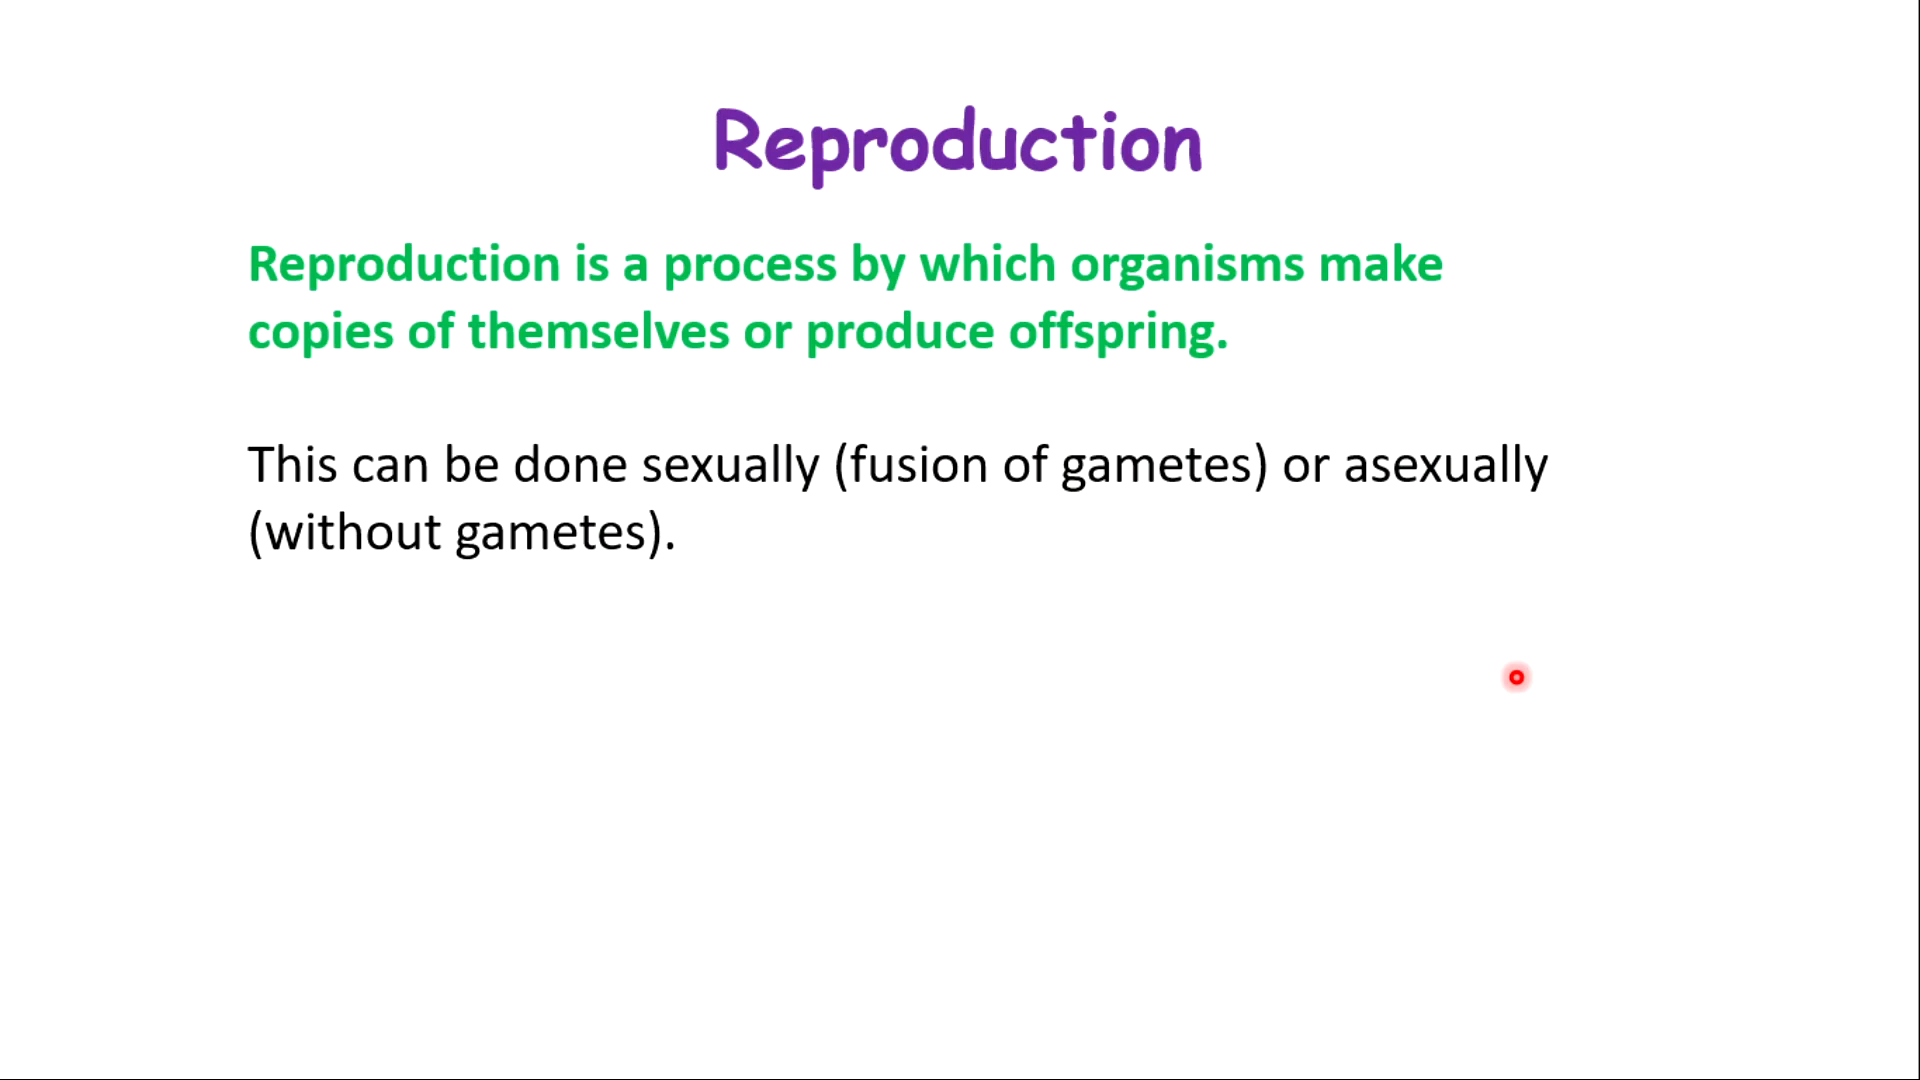 Reproduction
Reproduction is a process by which organisms make
copies of themselves or produce offspring.
This can be done sexually (fusion of gametes) or asexually
(without gametes).